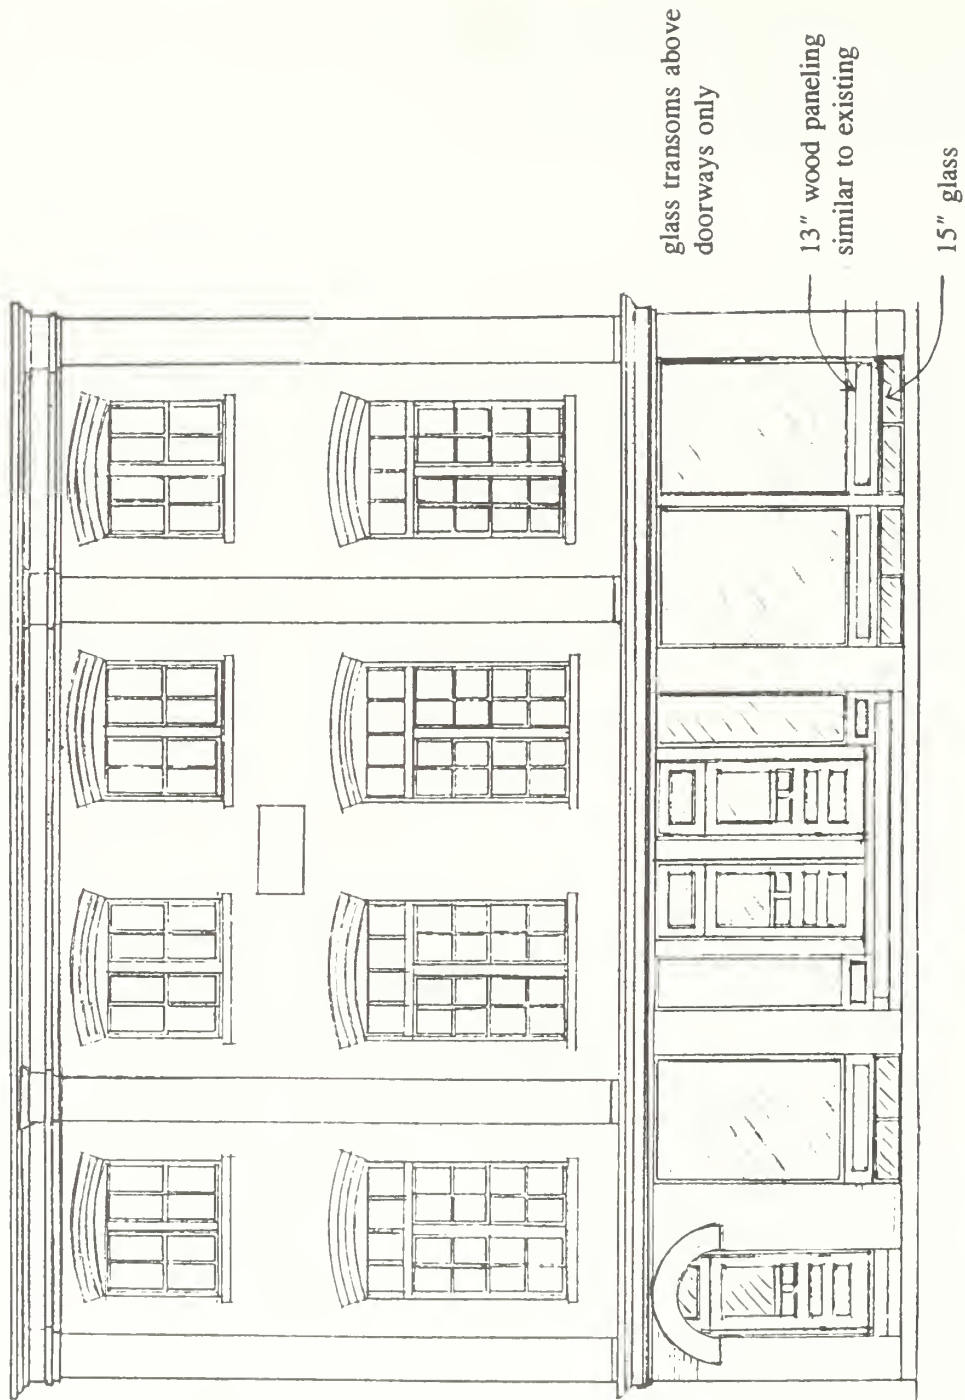 glass transoms above
doorways only
13" wood paneling
similar to existing
15" glass